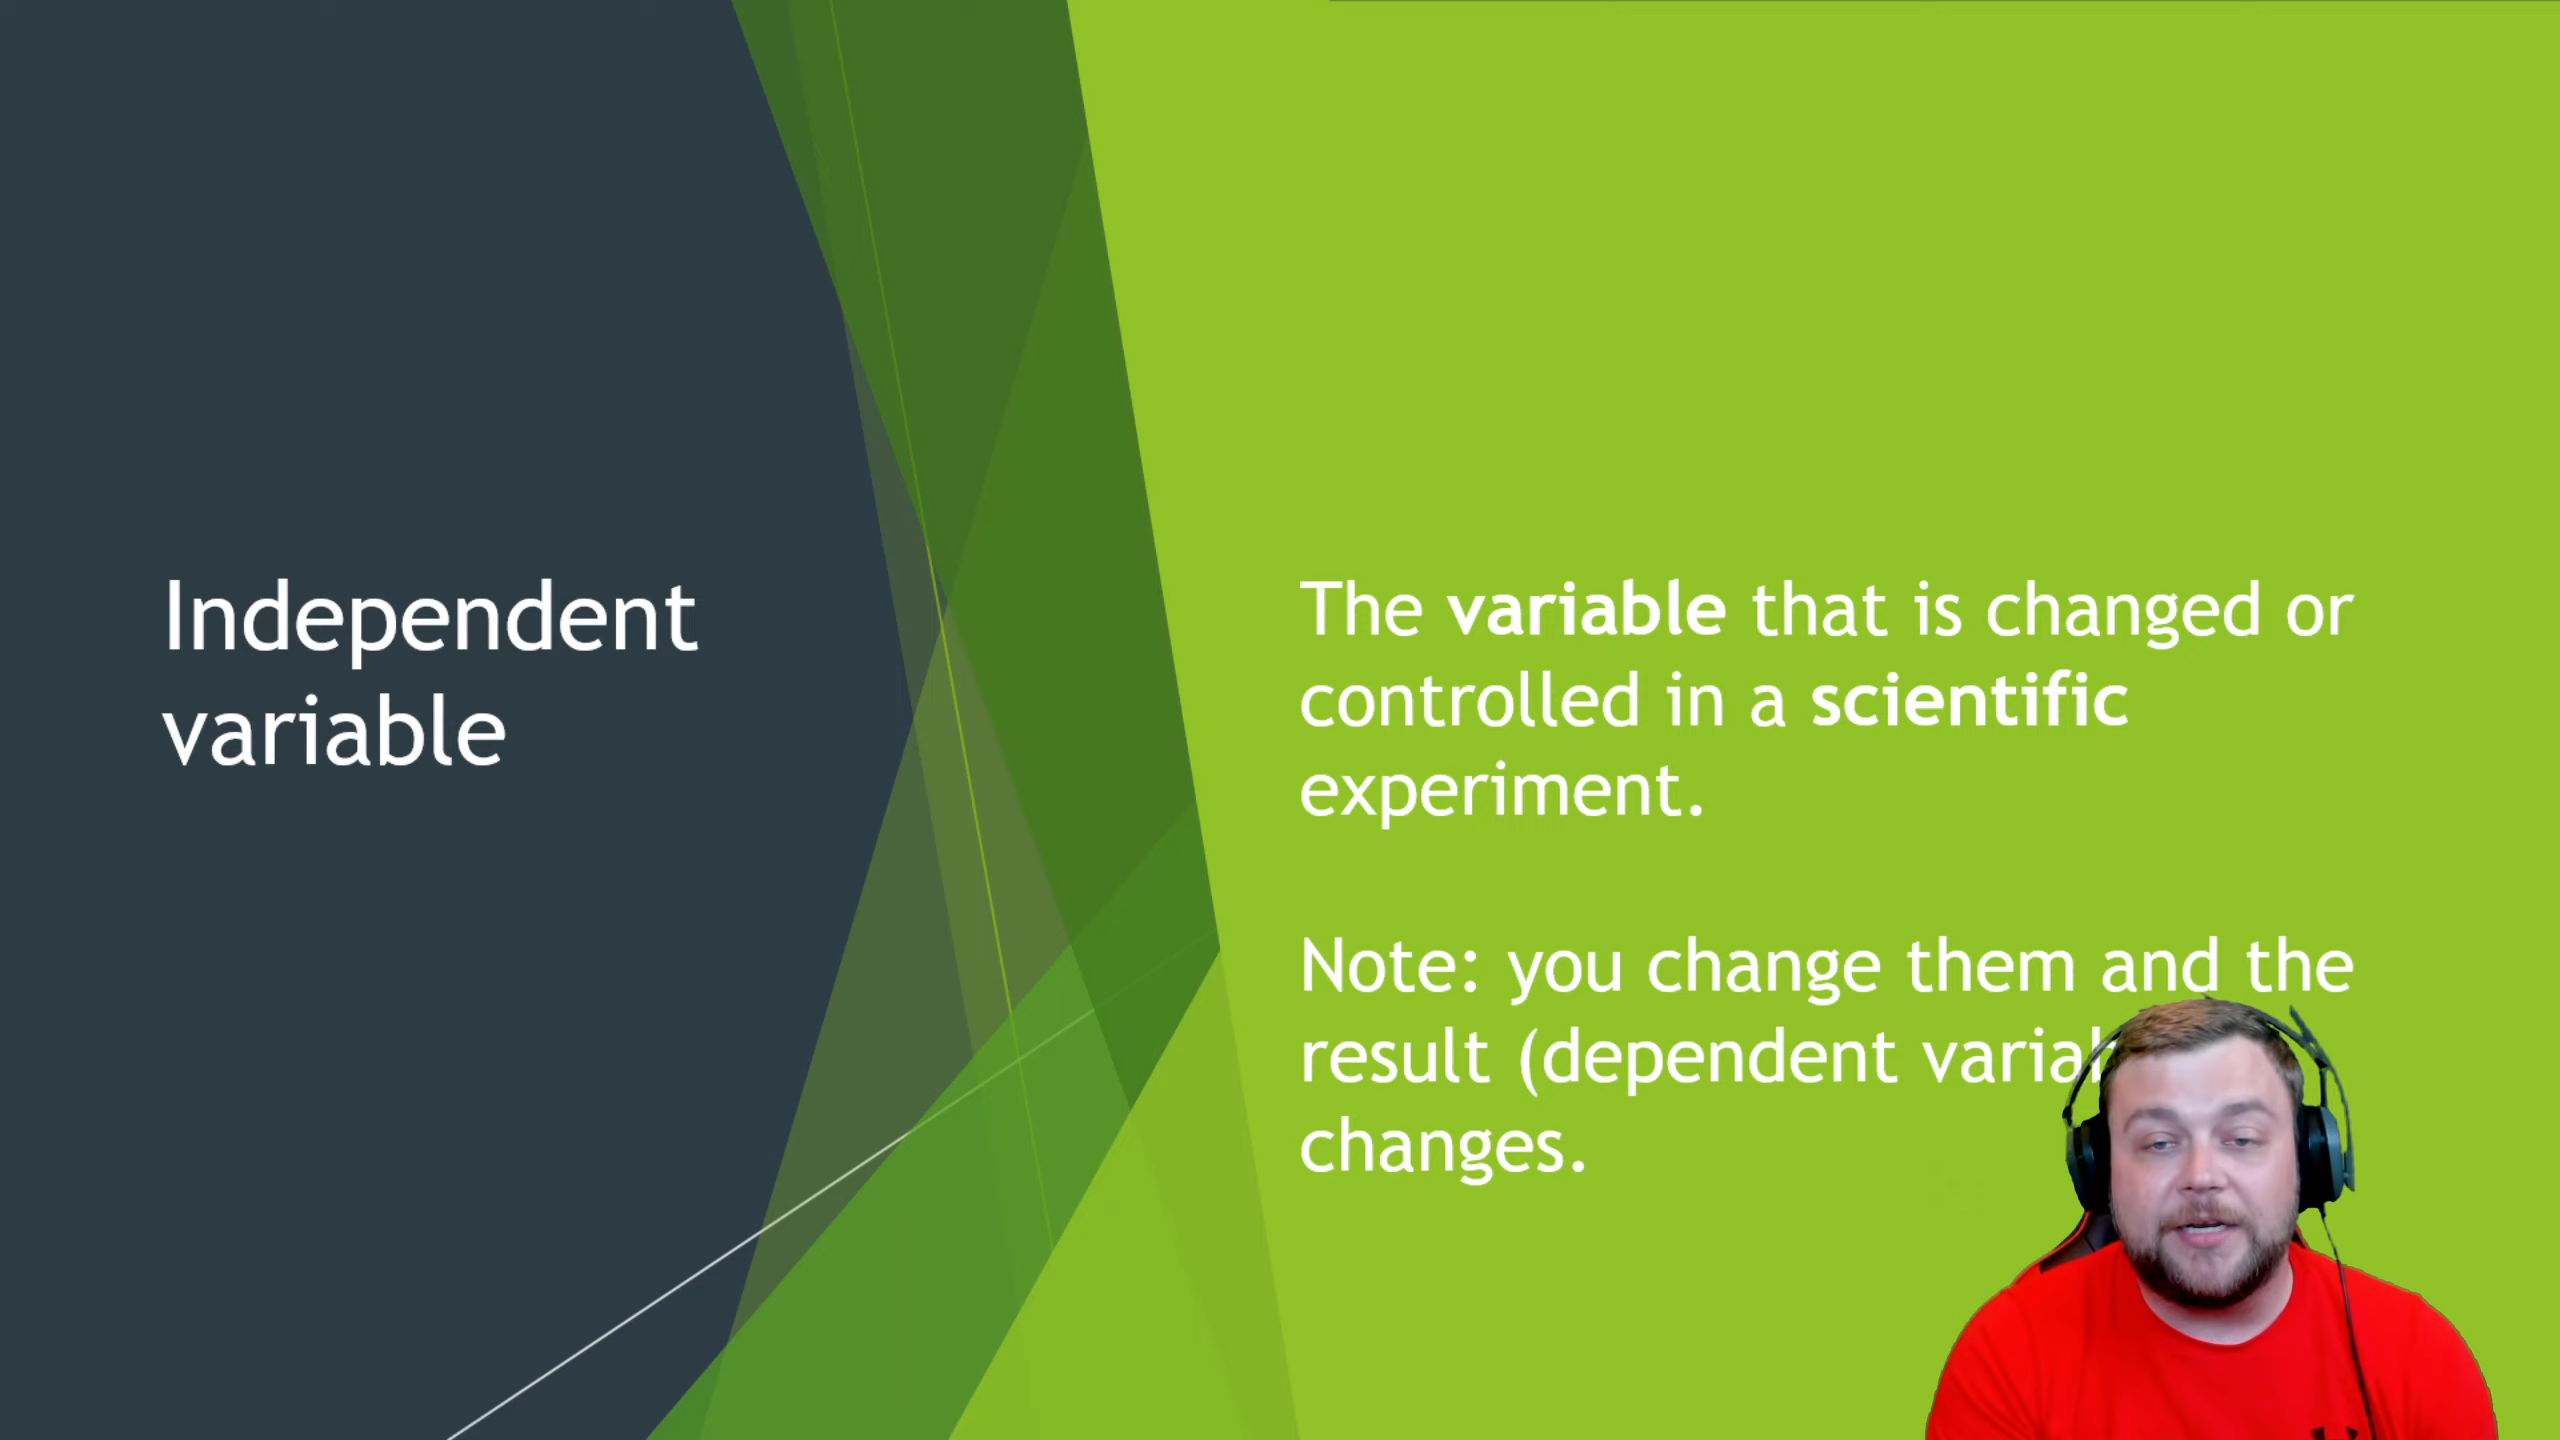 Independent
variable
The variable that is changed or
controlled in a scientific
experiment.
Note: you change them and the
result (dependent
changes.